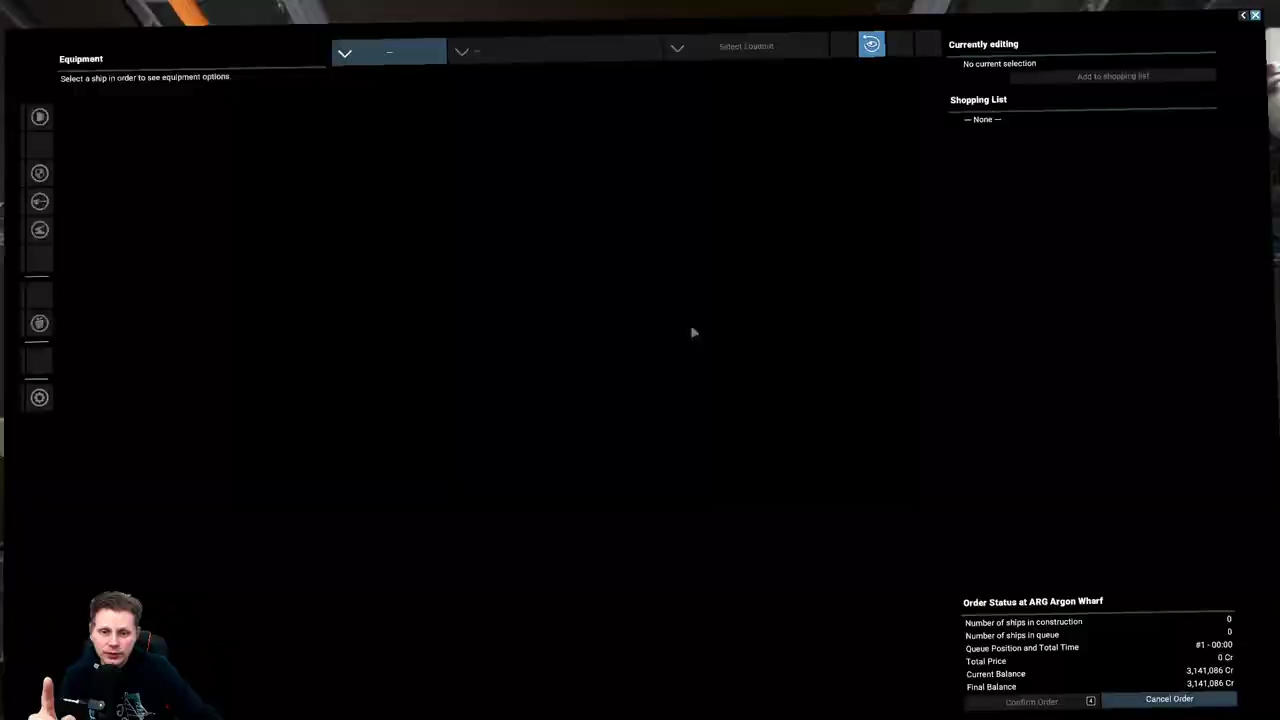 Equipment
Select a ship in order to see equipment options.
–
–
Select Loadout
Currently editing
No current selection
Add to shopping list
Shopping List
— None —
Order Status at ARG Argon Wharf
Number of ships in construction 0
Number of ships in queue 0
Queue Position and Total Time #1 - 00:00
Total Price 0 Cr
Current Balance 3,141,086 Cr
Final Balance 3,141,086 Cr
Confirm Order 4
Cancel Order